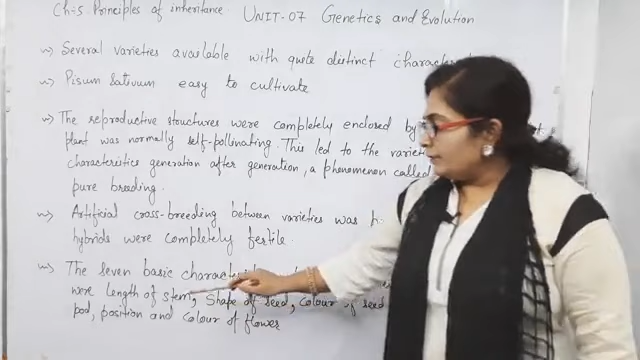 Ch:5 Principles of inheritance UNIT-07 Genetics and Evolution
Several varieties available with quite distinct
Pisum Sativum easy to cultivate
The reproductive structures were completely enclosed by
plant was normally self-pollinating. This led to the
characteristics generation after generation, a phenomenon called
pure breeding.
Artificial cross-breeding between varieties was
hybrids were completely fertile.
The seven basic
were Length of stem, Shape of seed, Colour of seed
pod, position and Colour of flower